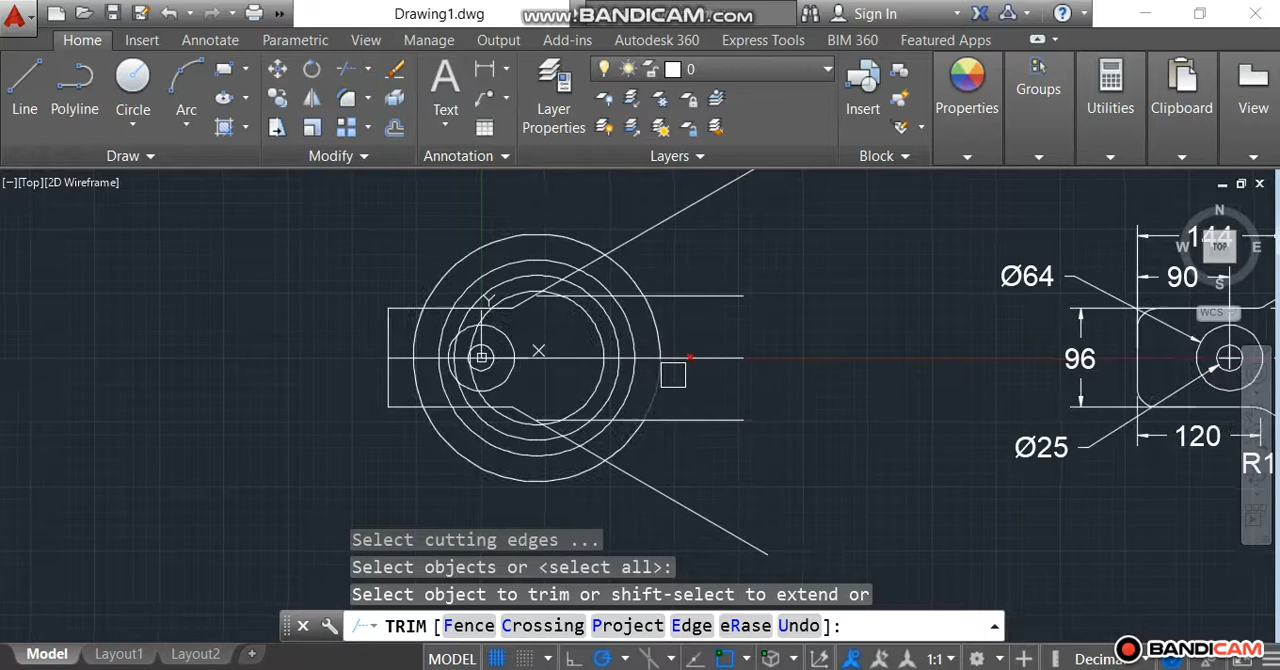 Drawing1.dwg
www.BANDICAM.com
Sign In
Home Insert Annotate Parametric View Manage Output Add-ins Autodesk 360 Express Tools BIM 360 Featured Apps
0
Line Polyline Circle Arc Text Layer Properties Insert Properties Groups Utilities Clipboard View
Draw Modify Annotation Layers Block
[−][Top][2D Wireframe]
N
W TOP E
S
WCS
144
90
Ø64
96
Ø25
120
R1
Y
Select cutting edges ...
Select objects or <select all>:
Select object to trim or shift-select to extend or
TRIM [Fence Crossing Project Edge eRase Undo]:
Model Layout1 Layout2 +
MODEL 1:1 Decima
BANDICAM